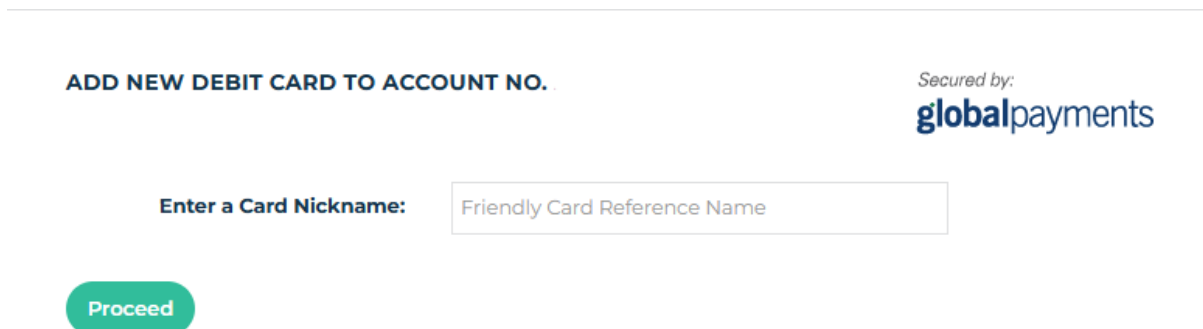 ADD NEW DEBIT CARD TO ACCOUNT NO.
Secured by:
globalpayments
Enter a Card Nickname:
Friendly Card Reference Name
Proceed